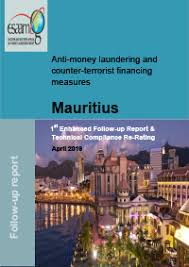 esaamlg
Anti-money laundering and
counter-terrorist financing
measures
Mauritius
1st Enhanced Follow-up Report &
Technical Compliance Re-Rating
April 2019
Follow-up report